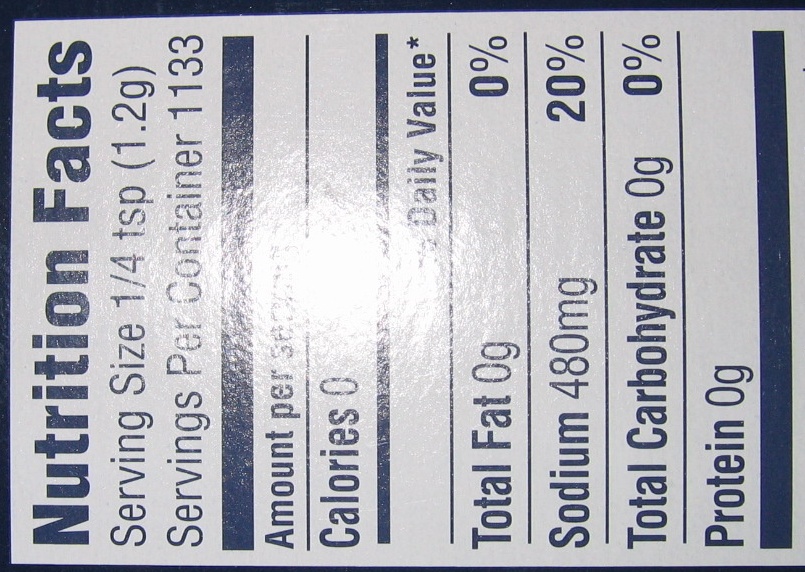 Nutrition Facts
Serving Size 1/4 tsp (1.2g)
Servings Per Container 1133
Amount per serving
Calories 0
Daily Value*
Total Fat 0g 0%
Sodium 480mg 20%
Total Carbohydrate 0g 0%
Protein 0g